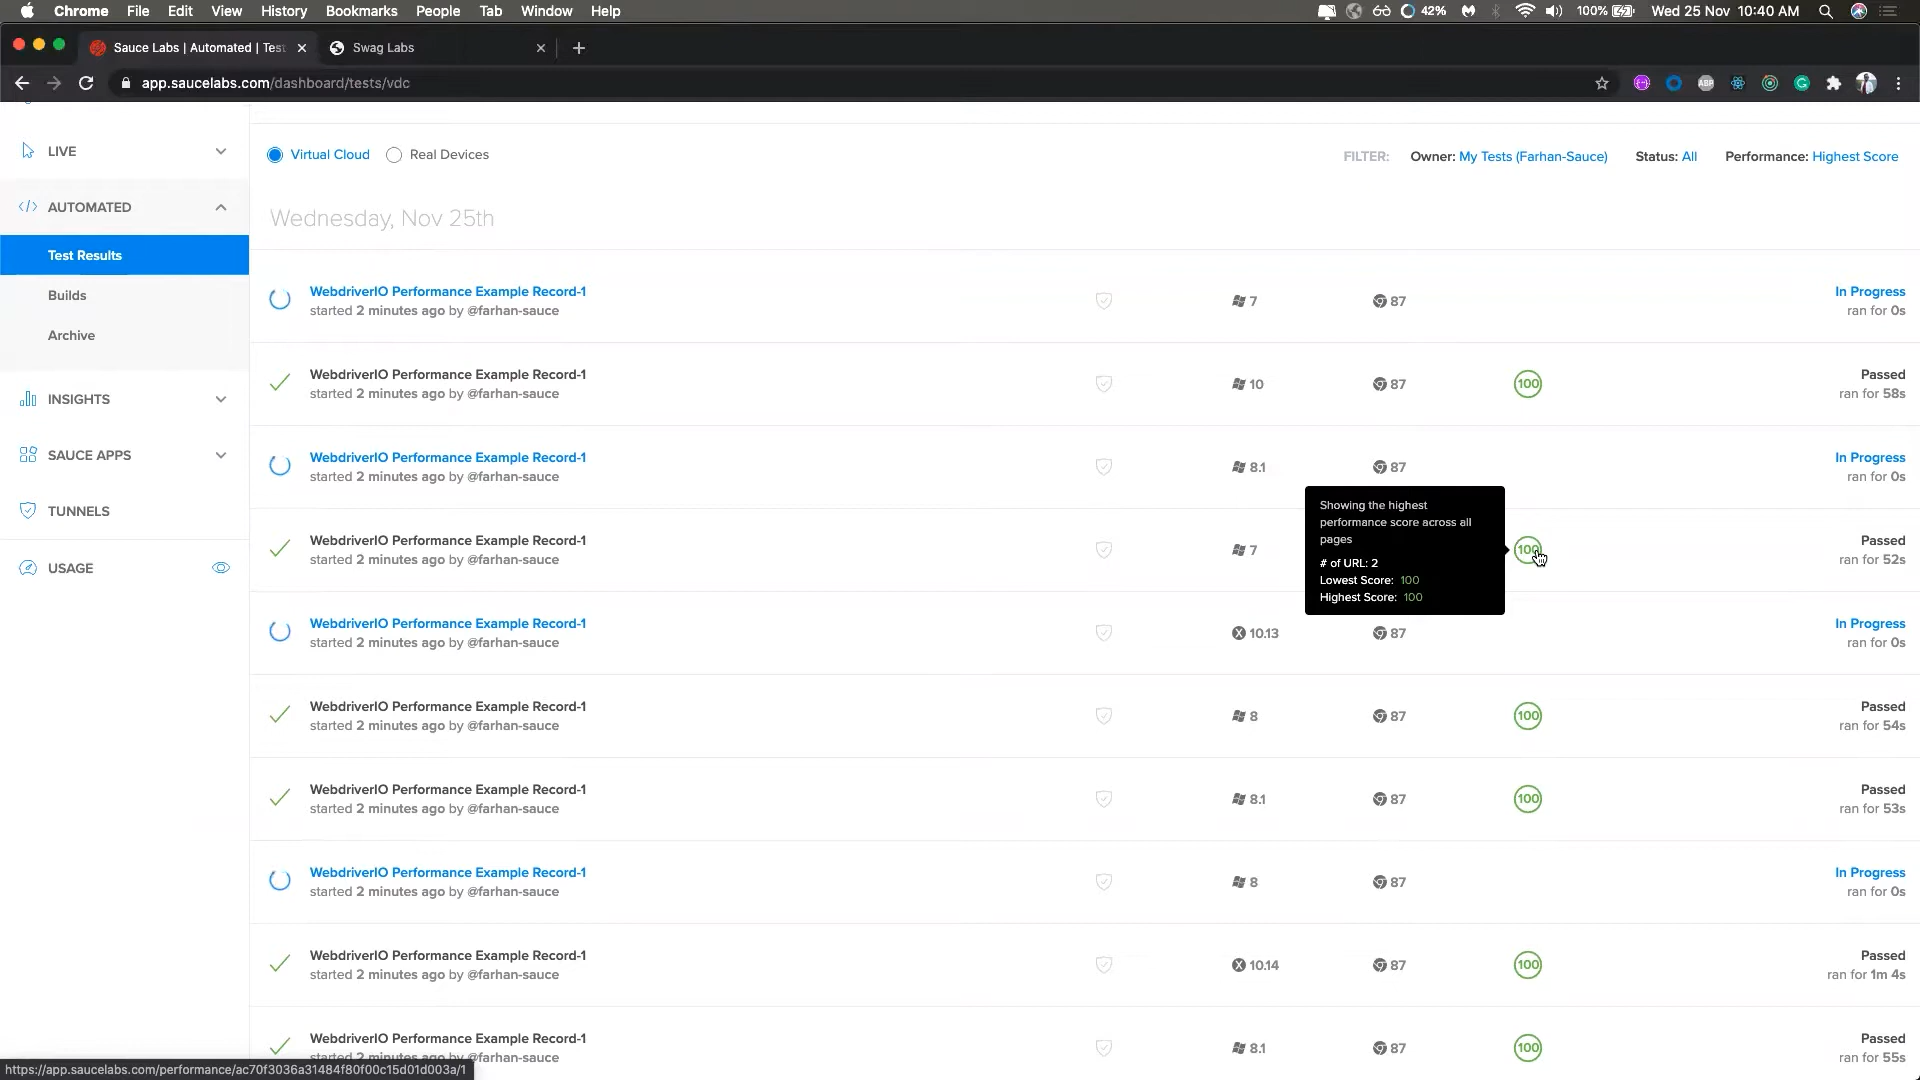 Chrome File Edit View History Bookmarks People Tab Window Help 42% 100% Wed 25 Nov 10:40 AM
Sauce Labs | Automated | Test Swag Labs
app.saucelabs.com/dashboard/tests/vdc ABP
LIVE
AUTOMATED
Test Results
Builds
Archive
INSIGHTS
SAUCE APPS
TUNNELS
USAGE
Virtual Cloud Real Devices
FILTER: Owner: My Tests (Farhan-Sauce) Status: All Performance: Highest Score
Wednesday, Nov 25th
WebdriverIO Performance Example Record-1
started 2 minutes ago by @farhan-sauce
7 87
In Progress
ran for 0s
WebdriverIO Performance Example Record-1
started 2 minutes ago by @farhan-sauce
10 87 100
Passed
ran for 58s
WebdriverIO Performance Example Record-1
started 2 minutes ago by @farhan-sauce
8.1 87
In Progress
ran for 0s
WebdriverIO Performance Example Record-1
started 2 minutes ago by @farhan-sauce
7
Showing the highest
performance score across all
pages
# of URL: 2
Lowest Score: 100
Highest Score: 100
100
Passed
ran for 52s
WebdriverIO Performance Example Record-1
started 2 minutes ago by @farhan-sauce
10.13 87
In Progress
ran for 0s
WebdriverIO Performance Example Record-1
started 2 minutes ago by @farhan-sauce
8 87 100
Passed
ran for 54s
WebdriverIO Performance Example Record-1
started 2 minutes ago by @farhan-sauce
8.1 87 100
Passed
ran for 53s
WebdriverIO Performance Example Record-1
started 2 minutes ago by @farhan-sauce
8 87
In Progress
ran for 0s
WebdriverIO Performance Example Record-1
started 2 minutes ago by @farhan-sauce
10.14 87 100
Passed
ran for 1m 4s
WebdriverIO Performance Example Record-1
started 2 minutes ago by @farhan-sauce
8.1 87 100
Passed
ran for 55s
https://app.saucelabs.com/performance/ac70f3036a31484f80f00c15d01d003a/1